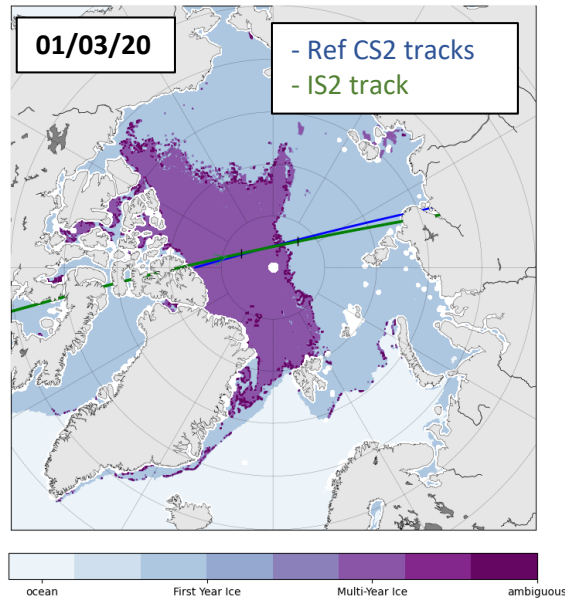 01/03/20
- Ref CS2 tracks
- IS2 track
ocean
First Year Ice
Multi-Year Ice
ambiguous